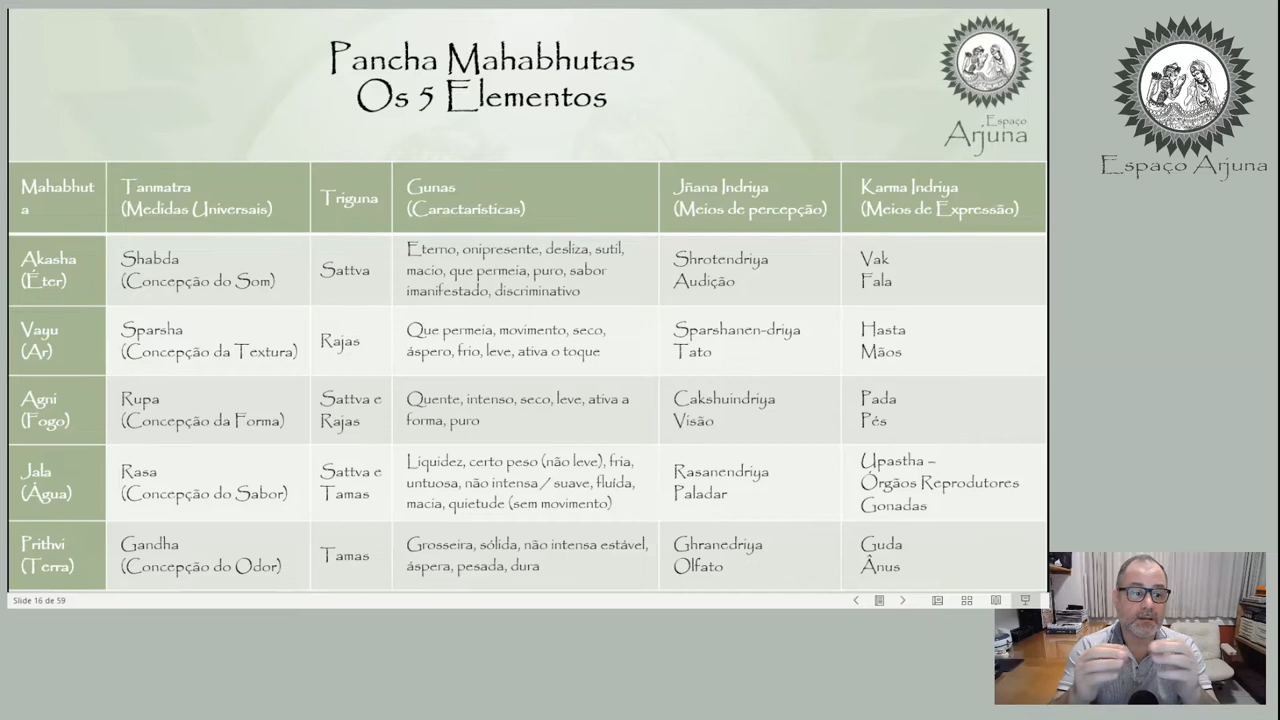 Pancha Mahabhutas
Os 5 Elementos
Espaço
Arjuna
Espaço Arjuna
Mahabhut
a
Tanmatra
(Medidas Universais)
Triguna
Gunas
(Caractarísticas)
Jñana Indriya
(Meios de percepção)
Karma Indriya
(Meios de Expressão)
Akasha
(Éter)
Shabda
(Concepção do Som)
Sattva
Eterno, onipresente, desliza, sutil,
macio, que permeia, puro, sabor
imanifestado, discriminativo
Shrotendriya
Audição
Vak
Fala
Vayu
(Ar)
Sparsha
(Concepção da Textura)
Rajas
Que permeia, movimento, seco,
áspero, frio, leve, ativa o toque
Sparshanen-driya
Tato
Hasta
Mãos
Agni
(Fogo)
Rupa
(Concepção da Forma)
Sattva e
Rajas
Quente, intenso, seco, leve, ativa a
forma, puro
Cakshuindriya
Visão
Pada
Pés
Jala
(Água)
Rasa
(Concepção do Sabor)
Sattva e
Tamas
Liquidez, certo peso (não leve), fria,
untuosa, não intensa / suave, fluída,
macia, quietude (sem movimento)
Rasanendriya
Paladar
Upastha –
Órgãos Reprodutores
Gonadas
Prithvi
(Terra)
Gandha
(Concepção do Odor)
Tamas
Grosseira, sólida, não intensa estável,
áspera, pesada, dura
Ghranedriya
Olfato
Guda
Ânus
Slide 16 de 59